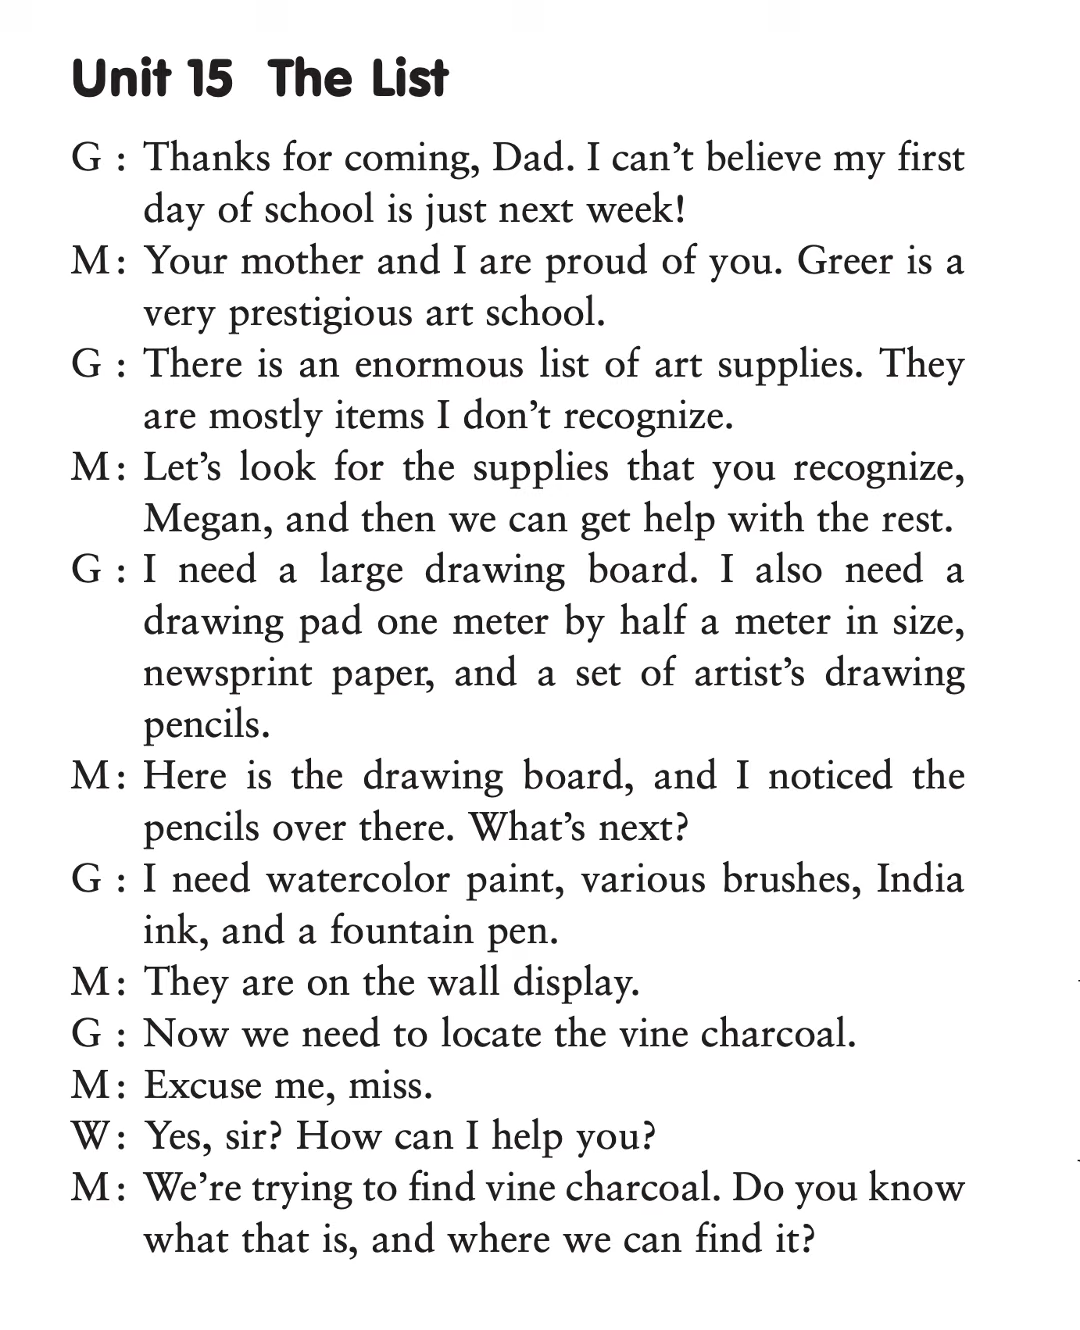 Unit 15 The List
G : Thanks for coming, Dad. I can't believe my first
day of school is just next week!
M : Your mother and I are proud of you. Greer is a
very prestigious art school.
G : There is an enormous list of art supplies. They
are mostly items I don't recognize.
M : Let's look for the supplies that you recognize,
Megan, and then we can get help with the rest.
G : I need a large drawing board. I also need a
drawing pad one meter by half a meter in size,
newsprint paper, and a set of artist's drawing
pencils.
M : Here is the drawing board, and I noticed the
pencils over there. What's next?
G : I need watercolor paint, various brushes, India
ink, and a fountain pen.
M : They are on the wall display.
G : Now we need to locate the vine charcoal.
M : Excuse me, miss.
W : Yes, sir? How can I help you?
M : We're trying to find vine charcoal. Do you know
what that is, and where we can find it?